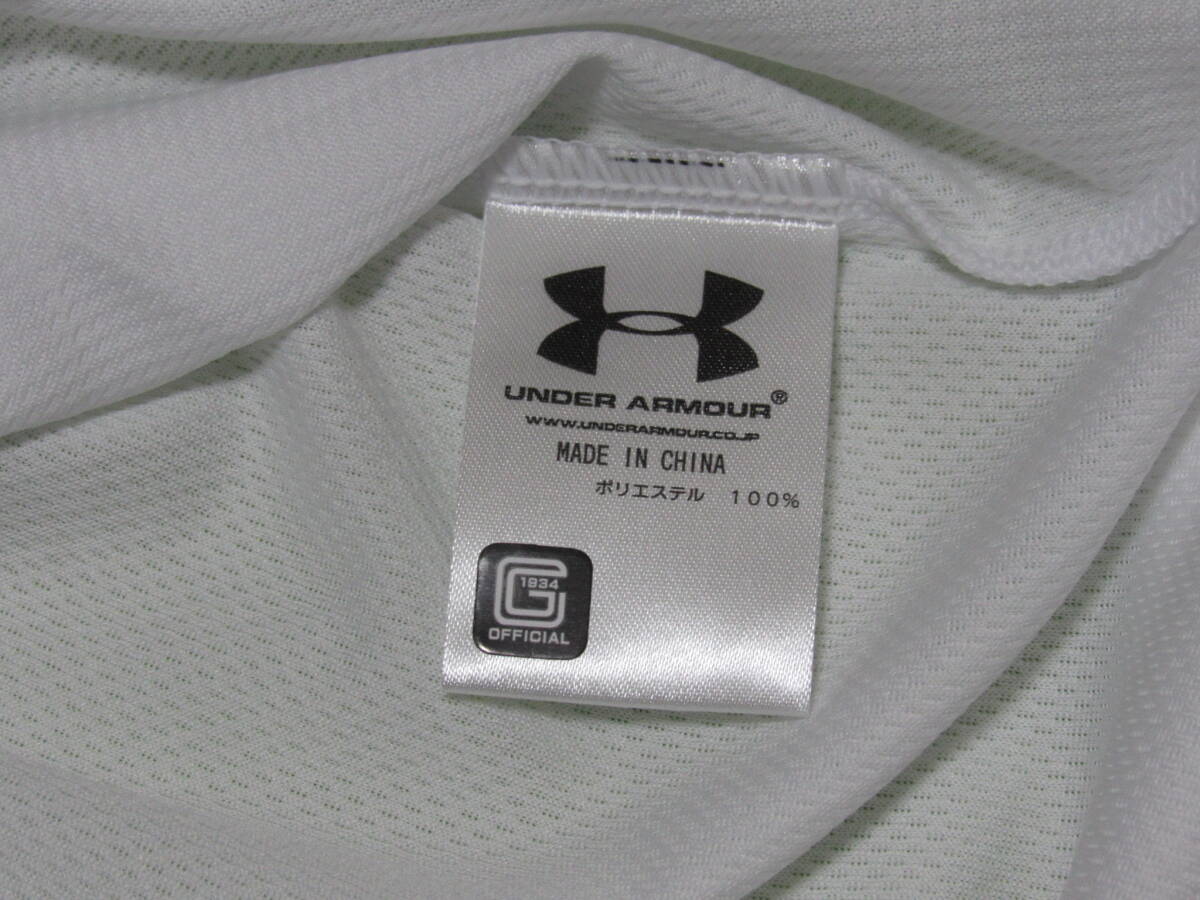 UNDER ARMOUR®
WWW.UNDERARMOUR.CO.JP
MADE IN CHINA
ポリエステル 100%
1934
G
OFFICIAL